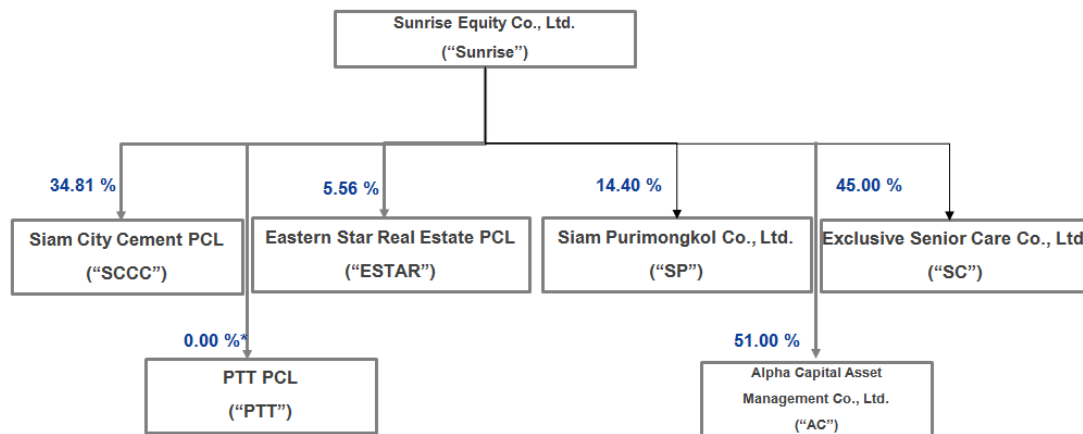 Sunrise Equity Co., Ltd.
(“Sunrise”)
34.81 %
5.56 %
14.40 %
45.00 %
Siam City Cement PCL
(“SCCC”)
Eastern Star Real Estate PCL
(“ESTAR”)
Siam Purimongkol Co., Ltd.
(“SP”)
Exclusive Senior Care Co., Ltd
(“SC”)
0.00 %*
51.00 %
PTT PCL
(“PTT”)
Alpha Capital Asset
Management Co., Ltd.
(“AC”)